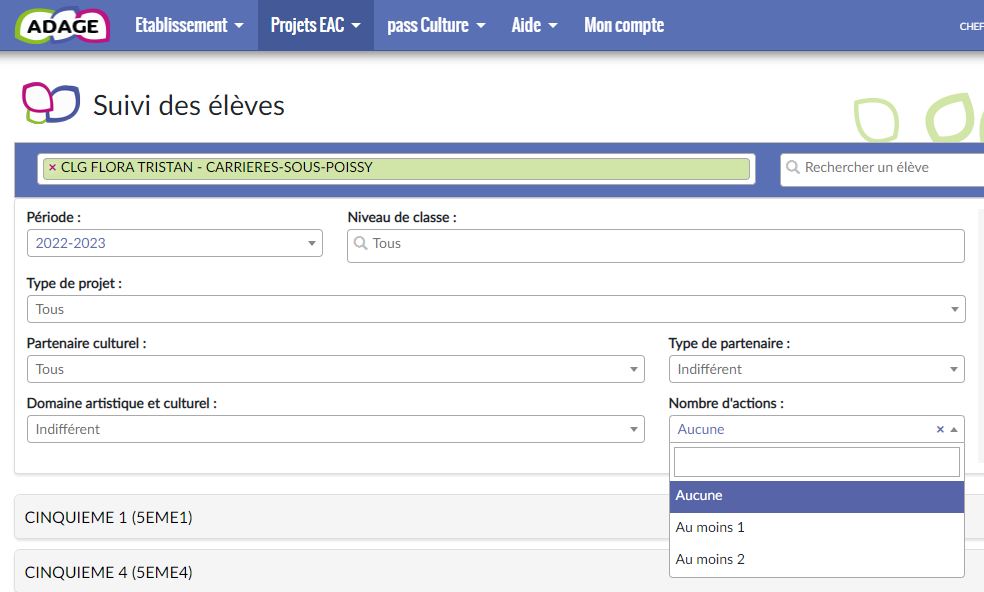 ADAGE Etablissement Projets EAC pass Culture Aide Mon compte CHEF
Suivi des élèves
× CLG FLORA TRISTAN - CARRIERES-SOUS-POISSY Rechercher un élève
Période : Niveau de classe :
2022-2023 Tous
Type de projet :
Tous
Partenaire culturel : Type de partenaire :
Tous Indifférent
Domaine artistique et culturel : Nombre d'actions :
Indifférent Aucune ×
Aucune
CINQUIEME 1 (5EME1)
Au moins 1
Au moins 2
CINQUIEME 4 (5EME4)